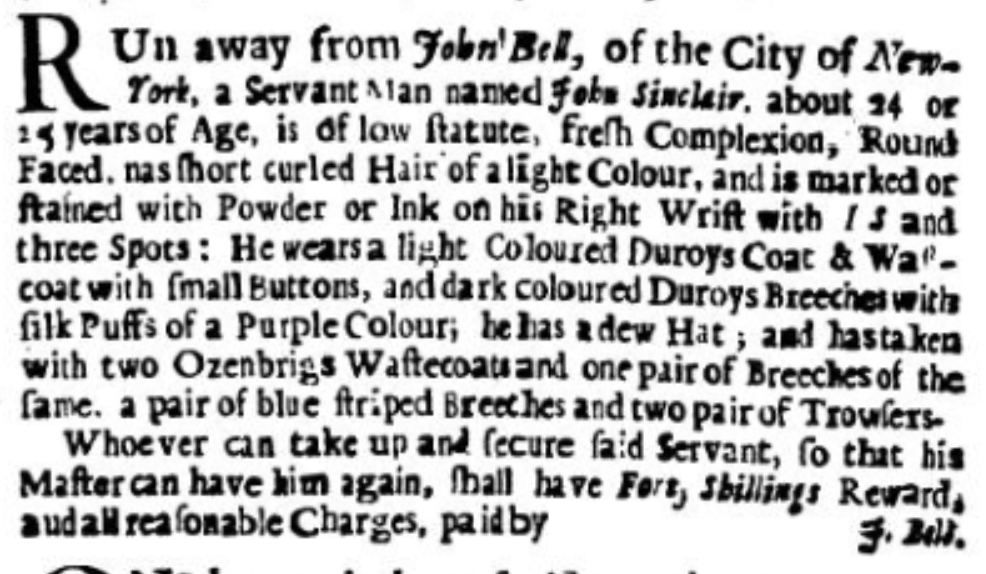 RUn away from John Bell, of the City of New-
York, a Servant Man named John Sinclair. about 24 or
25 years of Age, is of low ſtature, freſh Complexion, Round
Faced. has ſhort curled Hair of a light Colour, and is marked or
ſtained with Powder or Ink on his Right Wriſt with I S and
three Spots: He wears a light Coloured Duroys Coat & Waſ-
coat with ſmall Buttons, and dark coloured Duroys Breeches with
ſilk Puffs of a Purple Colour; he has a dew Hat; and has taken
with two Ozenbrigs Waſtecoats and one pair of Breeches of the
ſame. a pair of blue ſtriped Breeches and two pair of Trowſers.
Whoever can take up and ſecure ſaid Servant, ſo that his
Maſter can have him again, ſhall have Forty Shillings Reward,
aud all reaſonable Charges, paid by J. Bell.